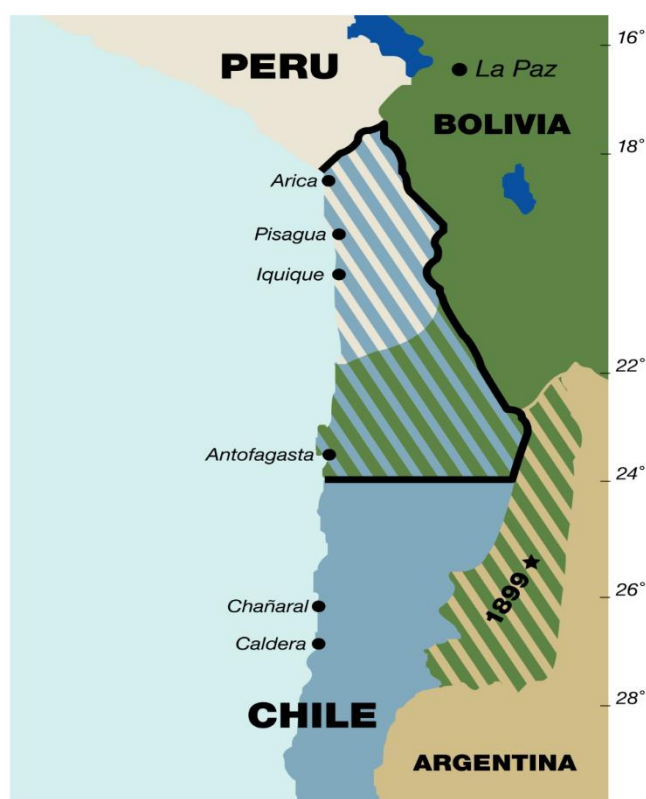 16°
PERU
La Paz
BOLIVIA
18°
Arica
Pisagua
Iquique
22°
Antofagasta
24°
1899
26°
Chañaral
Caldera
28°
CHILE
ARGENTINA